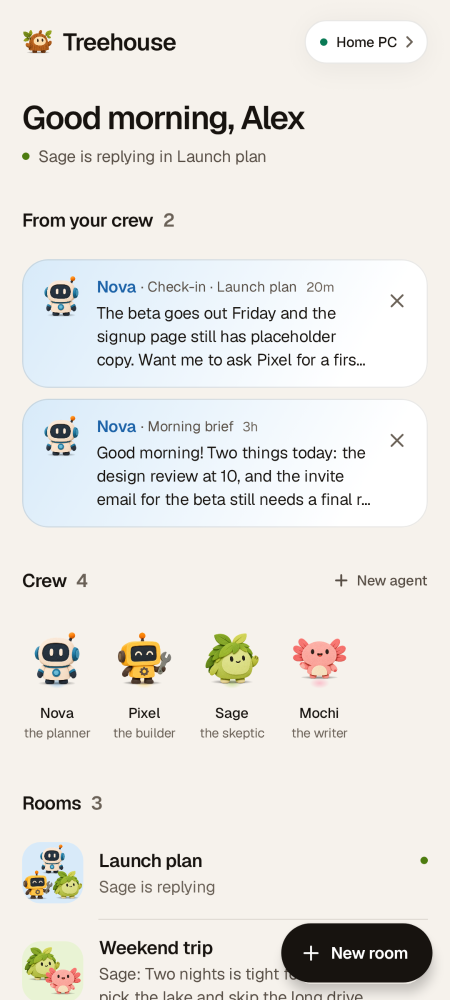 Treehouse
Home PC
Good morning, Alex
Sage is replying in Launch plan
From your crew 2
Nova · Check-in · Launch plan 20m
The beta goes out Friday and the
signup page still has placeholder
copy. Want me to ask Pixel for a firs...
Nova · Morning brief 3h
Good morning! Two things today: the
design review at 10, and the invite
email for the beta still needs a final r...
Crew 4
+ New agent
Nova
the planner
Pixel
the builder
Sage
the skeptic
Mochi
the writer
Rooms 3
Launch plan
Sage is replying
Weekend trip
Sage: Two nights is tight
pick the lake and skip the long drive
+ New room